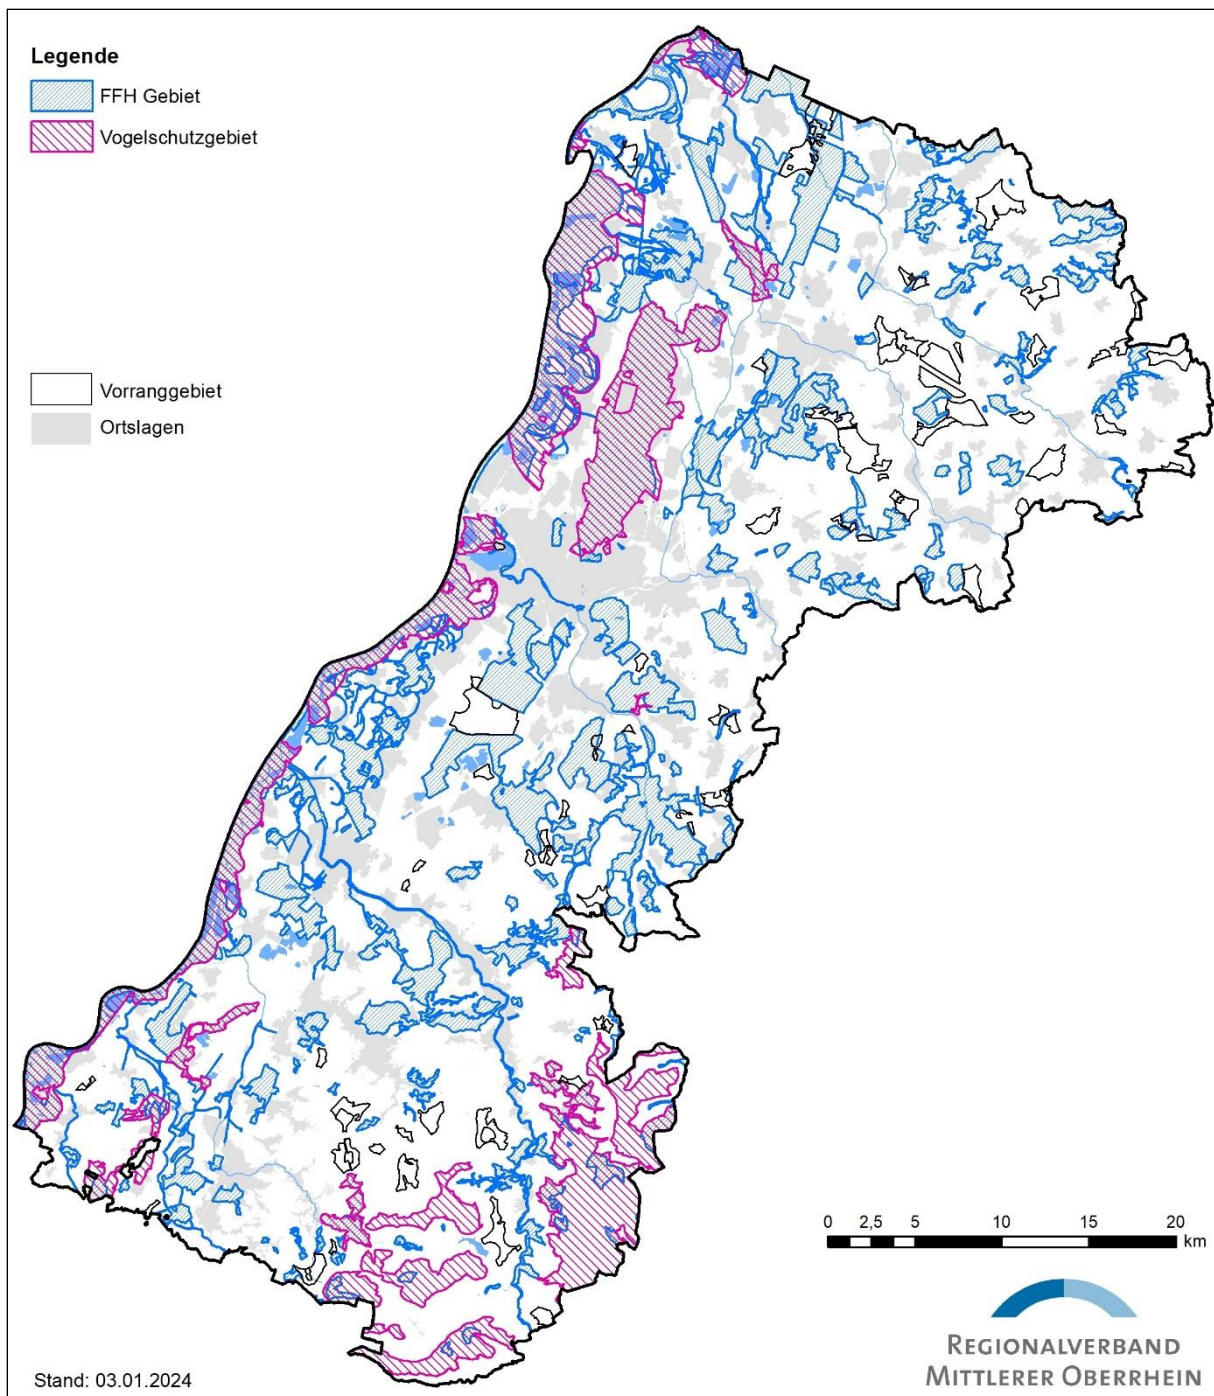 Legende
FFH Gebiet
Vogelschutzgebiet
Vorranggebiet
Ortslagen
0 2,5 5 10 15 20
km
REGIONALVERBAND
MITTLERER OBERRHEIN
Stand: 03.01.2024